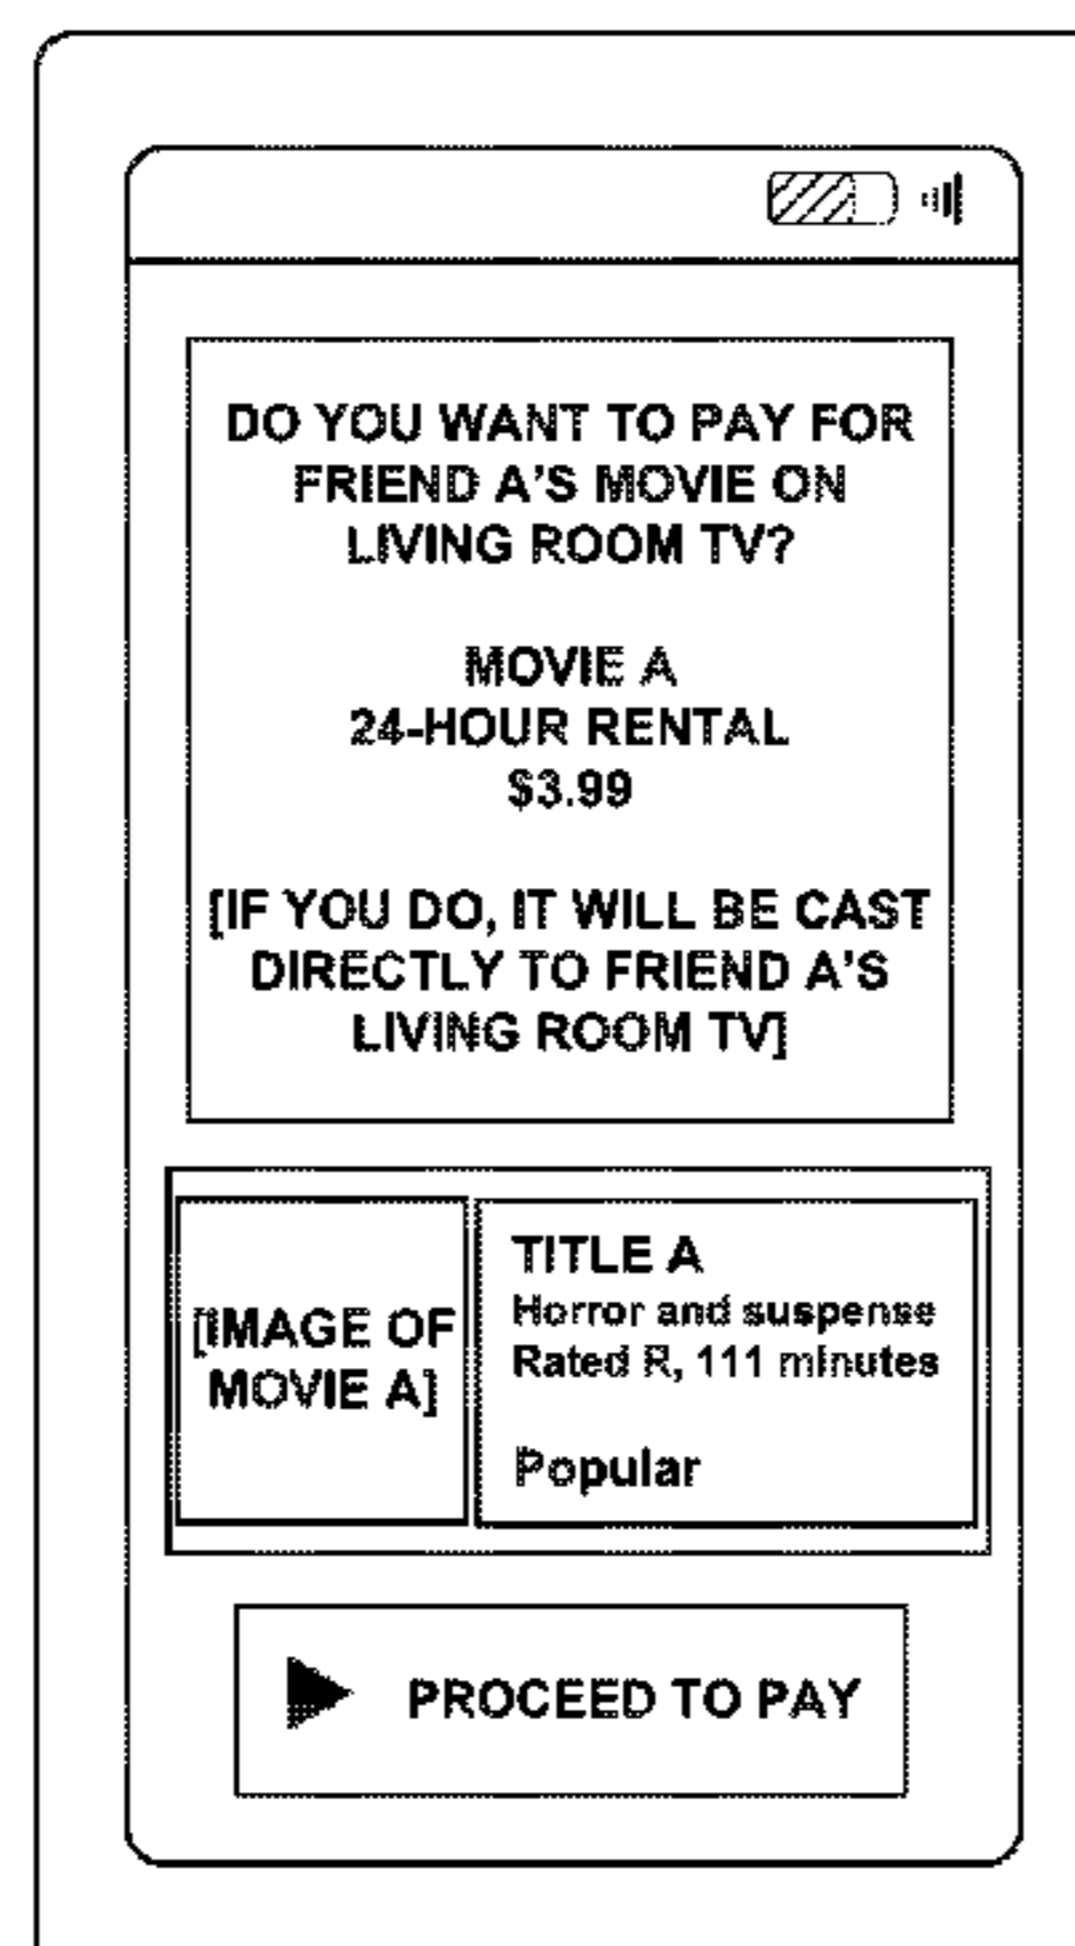 DO YOU WANT TO PAY FOR
FRIEND A'S MOVIE ON
LIVING ROOM TV?
MOVIE A
24-HOUR RENTAL
$3.99
[IF YOU DO, IT WILL BE CAST
DIRECTLY TO FRIEND A'S
LIVING ROOM TV]
[IMAGE OF
MOVIE A]
TITLE A
Horror and suspense
Rated R, 111 minutes
Popular
PROCEED TO PAY